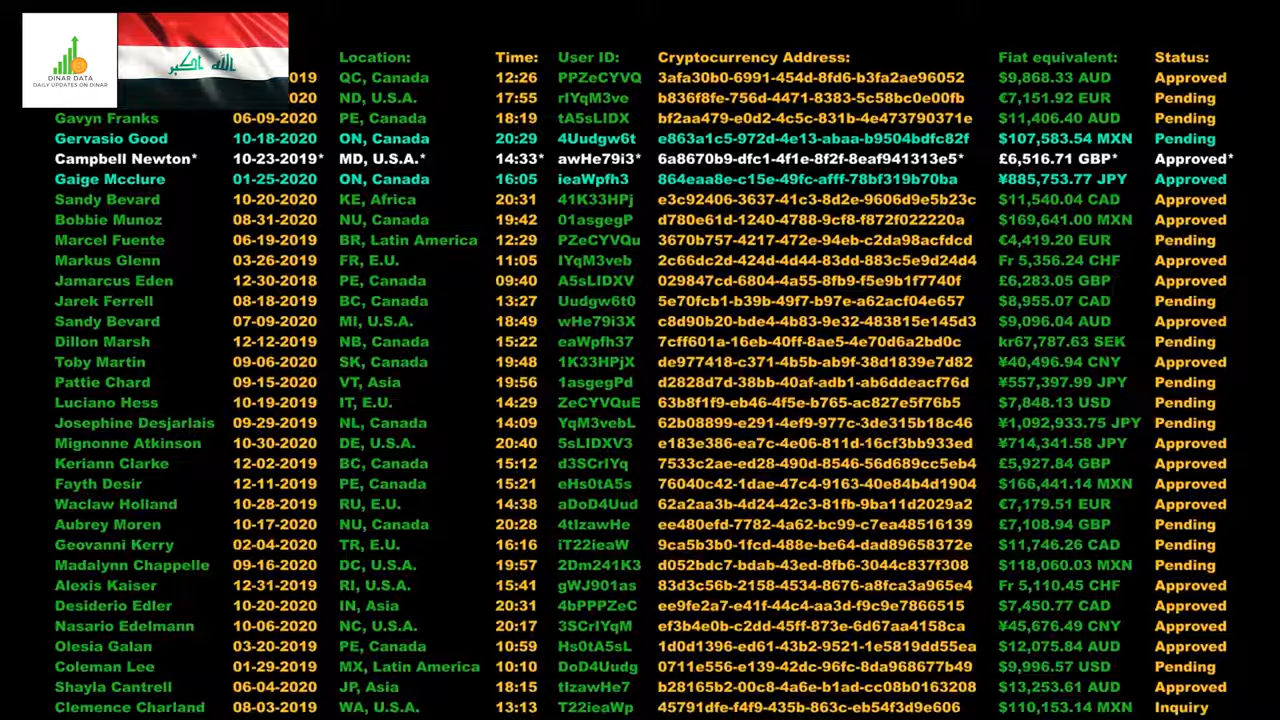 DINAR DATA
DAILY UPDATES ON DINAR
الله اكبر
Location: Time: User ID: Cryptocurrency Address: Fiat equivalent: Status:
019 QC, Canada 12:26 PPZeCYVQ 3afa30b0-6991-454d-8fd6-b3fa2ae96052 $9,868.33 AUD Approved
020 ND, U.S.A. 17:55 rIYqM3ve b836f8fe-756d-4471-8383-5c58bc0e00fb €7,151.92 EUR Pending
Gavyn Franks 06-09-2020 PE, Canada 18:19 tA5sLIDX bf2aa479-e0d2-4c5c-831b-4e473790371e $11,406.40 AUD Pending
Gervasio Good 10-18-2020 ON, Canada 20:29 4Uudgw6t e863a1c5-972d-4e13-abaa-b9504bdfc82f $107,583.54 MXN Pending
Campbell Newton* 10-23-2019* MD, U.S.A.* 14:33* awHe79i3* 6a8670b9-dfc1-4f1e-8f2f-8eaf941313e5* £6,516.71 GBP* Approved*
Gaige Mcclure 01-25-2020 ON, Canada 16:05 ieaWpfh3 864eaa8e-c15e-49fc-afff-78bf319b70ba ¥885,753.77 JPY Approved
Sandy Bevard 10-20-2020 KE, Africa 20:31 41K33HPj e3c92406-3637-41c3-8d2e-9606d9e5b23c $11,540.04 CAD Approved
Bobbie Munoz 08-31-2020 NU, Canada 19:42 01asgegP d780e61d-1240-4788-9cf8-f872f022220a $169,641.00 MXN Pending
Marcel Fuente 06-19-2019 BR, Latin America 12:29 PZeCYVQu 3670b757-4217-472e-94eb-c2da98acfdcd €4,419.20 EUR Pending
Markus Glenn 03-26-2019 FR, E.U. 11:05 IYqM3veb 2c66dc2d-424d-4d44-83dd-883c5e9d24d4 Fr 5,356.24 CHF Approved
Jamarcus Eden 12-30-2018 PE, Canada 09:40 A5sLIDXV 029847cd-6804-4a55-8fb9-f5e9b1f7740f £6,283.05 GBP Approved
Jarek Ferrell 08-18-2019 BC, Canada 13:27 Uudgw6t0 5e70fcb1-b39b-49f7-b97e-a62acf04e657 $8,955.07 CAD Pending
Sandy Bevard 07-09-2020 MI, U.S.A. 18:49 wHe79i3X c8d90b20-bde4-4b83-9e32-483815e145d3 $9,096.04 AUD Approved
Dillon Marsh 12-12-2019 NB, Canada 15:22 eaWpfh37 7cff601a-16eb-40ff-8ae5-4e70d6a2bd0c kr67,787.63 SEK Pending
Toby Martin 09-06-2020 SK, Canada 19:48 1K33HPjX de977418-c371-4b5b-ab9f-38d1839e7d82 ¥40,496.94 CNY Approved
Pattie Chard 09-15-2020 VT, Asia 19:56 1asgegPd d2828d7d-38bb-40af-adb1-ab6ddeacf76d ¥557,397.99 JPY Pending
Luciano Hess 10-19-2019 IT, E.U. 14:29 ZeCYVQuE 63b8f1f9-eb46-4f5e-b765-ac827e5f76b5 $7,848.13 USD Pending
Josephine Desjarlais 09-29-2019 NL, Canada 14:09 YqM3vebL 62b08899-e291-4ef9-977c-3de315b18c46 ¥1,092,933.75 JPY Pending
Mignonne Atkinson 10-30-2020 DE, U.S.A. 20:40 5sLIDXV3 e183e386-ea7c-4e06-811d-16cf3bb933ed ¥714,341.58 JPY Approved
Keriann Clarke 12-02-2019 BC, Canada 15:12 d3SCrIYq 7533c2ae-ed28-490d-8546-56d689cc5eb4 £5,927.84 GBP Approved
Fayth Desir 12-11-2019 PE, Canada 15:21 eHs0tA5s 76040c42-1dae-47c4-9163-40e84b4d1904 $166,441.14 MXN Approved
Waclaw Holland 10-28-2019 RU, E.U. 14:38 aDoD4Uud 62a2aa3b-4d24-42c3-81fb-9ba11d2029a2 €7,179.51 EUR Approved
Aubrey Moren 10-17-2020 NU, Canada 20:28 4tIzawHe ee480efd-7782-4a62-bc99-c7ea48516139 £7,108.94 GBP Pending
Geovanni Kerry 02-04-2020 TR, E.U. 16:16 iT22ieaW 9ca5b3b0-1fcd-488e-be64-dad89658372e $11,746.26 CAD Pending
Madalynn Chappelle 09-16-2020 DC, U.S.A. 19:57 2Dm241K3 d052bdc7-bdab-43ed-8fb6-3044c837f308 $118,060.03 MXN Pending
Alexis Kaiser 12-31-2019 RI, U.S.A. 15:41 gWJ901as 83d3c56b-2158-4534-8676-a8fca3a965e4 Fr 5,110.45 CHF Approved
Desiderio Edler 10-20-2020 IN, Asia 20:31 4bPPPZeC ee9fe2a7-e41f-44c4-aa3d-f9c9e7866515 $7,450.77 CAD Approved
Nasario Edelmann 10-06-2020 NC, U.S.A. 20:17 3SCrIYqM ef3b4e0b-c2dd-45ff-873e-6d67aa4158ca ¥45,676.49 CNY Approved
Olesia Galan 03-20-2019 PE, Canada 10:59 Hs0tA5sL 1d0d1396-ed61-43b2-9521-1e5819dd55ea $12,075.84 AUD Approved
Coleman Lee 01-29-2019 MX, Latin America 10:10 DoD4Uudg 0711e556-e139-42dc-96fc-8da968677b49 $9,996.57 USD Pending
Shayla Cantrell 06-04-2020 JP, Asia 18:15 tIzawHe7 b28165b2-00c8-4a6e-b1ad-cc08b0163208 $13,253.61 AUD Approved
Clemence Charland 08-03-2019 WA, U.S.A. 13:13 T22ieaWp 45791dfe-f4f9-435b-863c-eb54f3d9e606 $110,153.14 MXN Inquiry